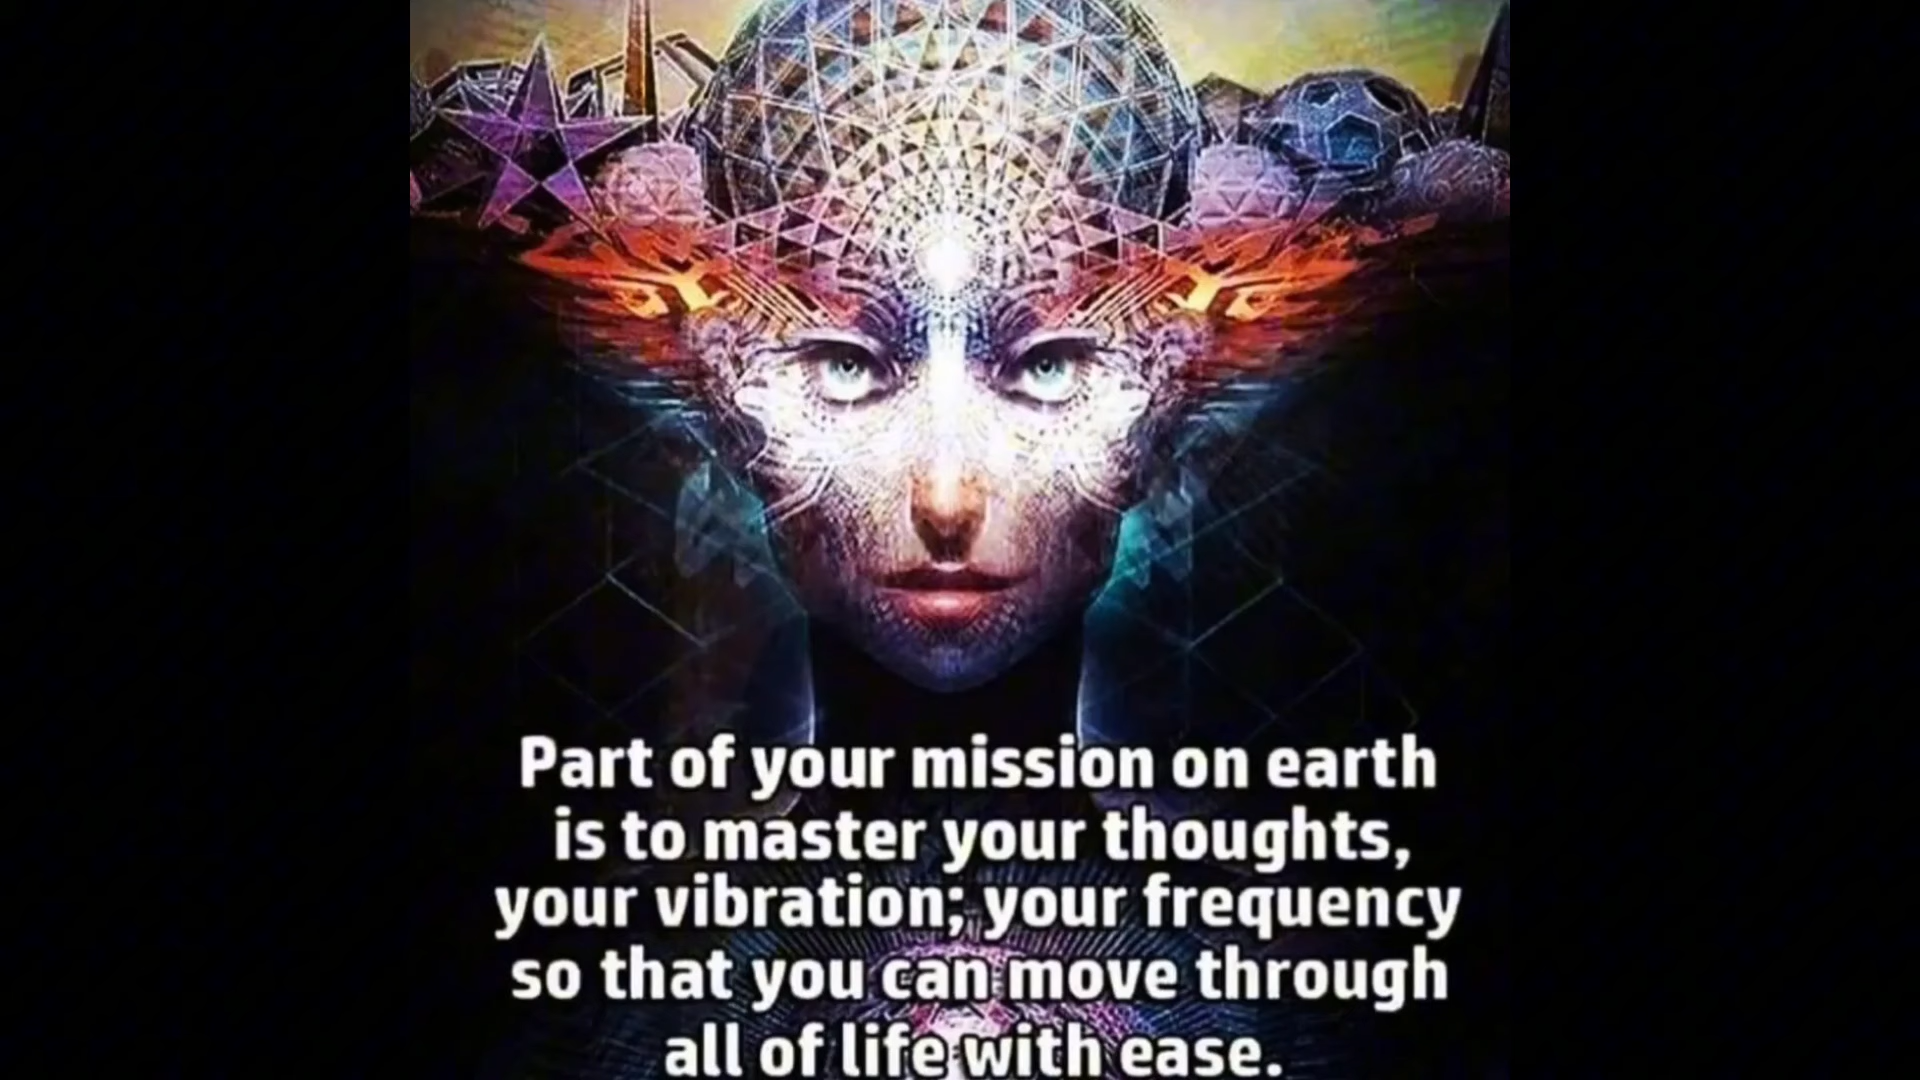 Part of your mission on earth
is to master your thoughts,
your vibration; your frequency
so that you can move through
all of life with ease.